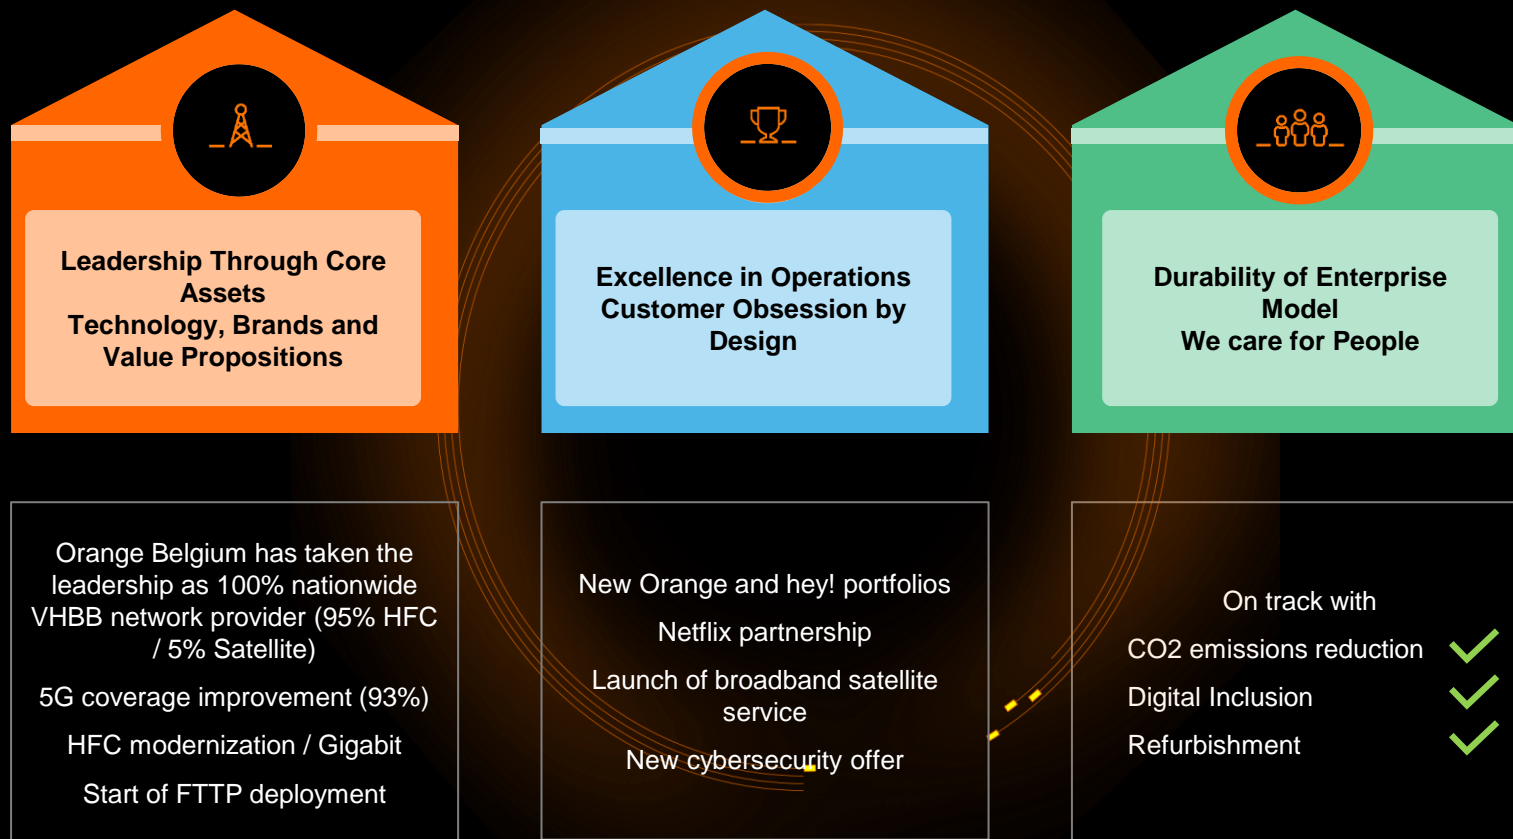 Leadership Through Core
Assets
Technology, Brands and
Value Propositions
Orange Belgium has taken the
leadership as 100% nationwide
VHBB network provider (95% HFC
/ 5% Satellite)
5G coverage improvement (93%)
HFC modernization / Gigabit
Start of FTTP deployment
Excellence in Operations
Customer Obsession by
Design
New Orange and hey! portfolios
Netflix partnership
Launch of broadband satellite
service
New cybersecurity offer
Durability of Enterprise
Model
We care for People
On track with
CO2 emissions reduction
Digital Inclusion
Refurbishment